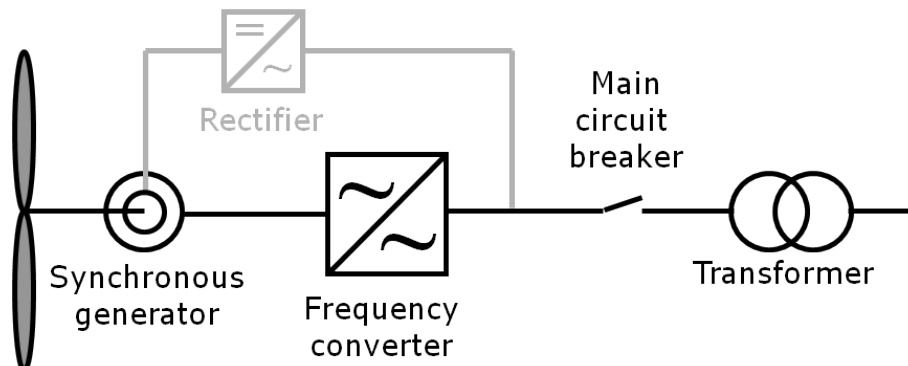 Rectifier
Main
circuit
breaker
Synchronous
generator
Frequency
converter
Transformer